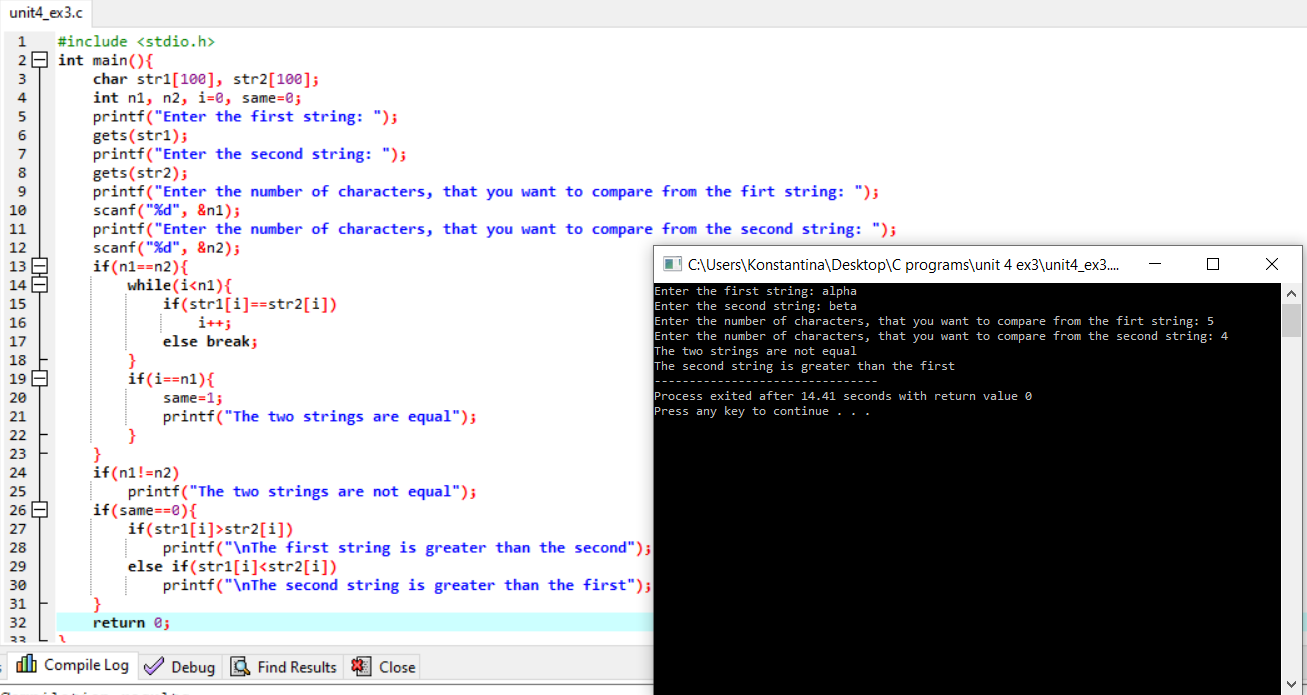 unit4_ex3.c
1 #include <stdio.h>
2 int main(){
3 char str1[100], str2[100];
4 int n1, n2, i=0, same=0;
5 printf("Enter the first string: ");
6 gets(str1);
7 printf("Enter the second string: ");
8 gets(str2);
9 printf("Enter the number of characters, that you want to compare from the firt string: ");
10 scanf("%d", &n1);
11 printf("Enter the number of characters, that you want to compare from the second string: ");
12 scanf("%d", &n2);
13 if(n1==n2){
14 while(i<n1){
15 if(str1[i]==str2[i])
16 i++;
17 else break;
18 }
19 if(i==n1){
20 same=1;
21 printf("The two strings are equal");
22 }
23 }
24 if(n1!=n2)
25 printf("The two strings are not equal");
26 if(same==0){
27 if(str1[i]>str2[i])
28 printf("\nThe first string is greater than the second");
29 else if(str1[i]<str2[i])
30 printf("\nThe second string is greater than the first");
31 }
32 return 0;
33 }
C:\Users\Konstantina\Desktop\C programs\unit 4 ex3\unit4_ex3....
Enter the first string: alpha
Enter the second string: beta
Enter the number of characters, that you want to compare from the firt string: 5
Enter the number of characters, that you want to compare from the second string: 4
The two strings are not equal
The second string is greater than the first
--------------------------------
Process exited after 14.41 seconds with return value 0
Press any key to continue . . .
Compile Log Debug Find Results Close